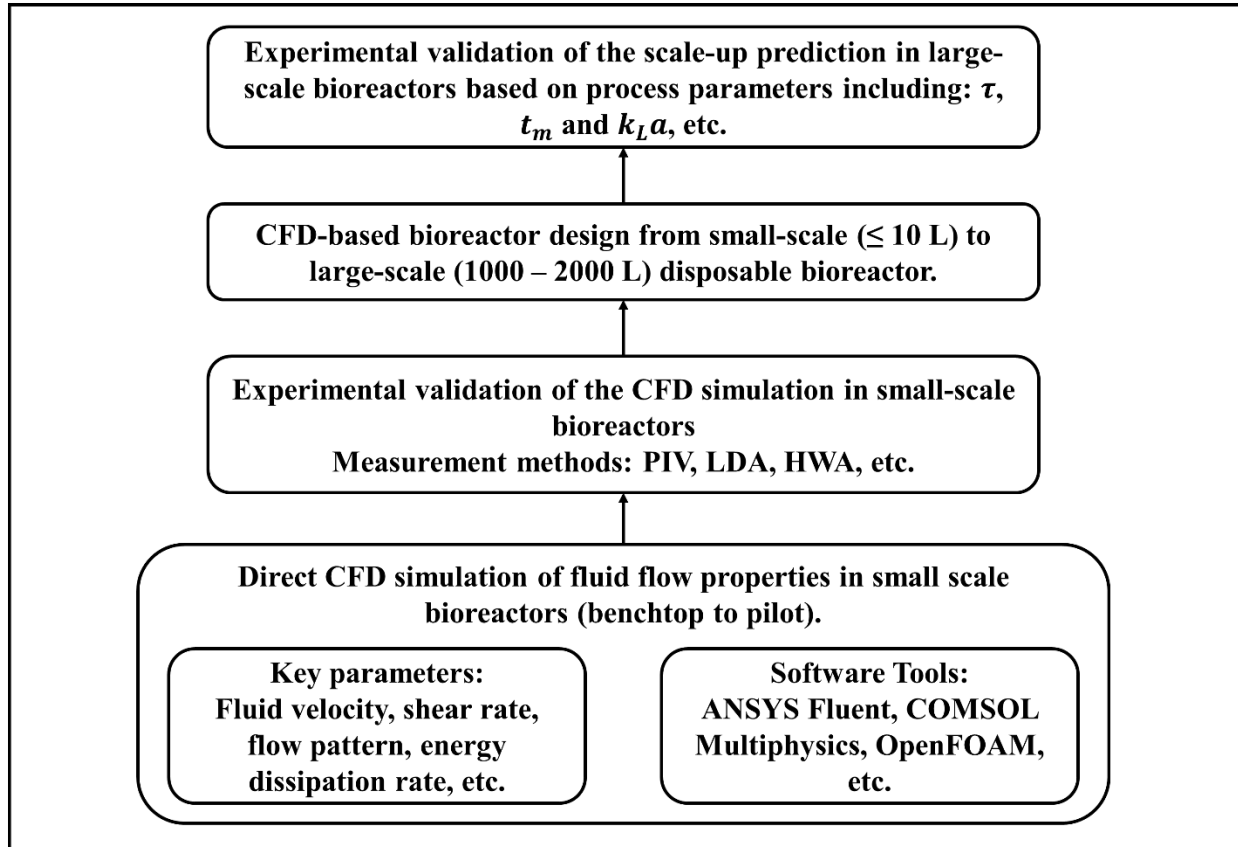 Experimental validation of the scale-up prediction in large-
scale bioreactors based on process parameters including: τ,
t_m and k_La, etc.
CFD-based bioreactor design from small-scale (≤ 10 L) to
large-scale (1000 – 2000 L) disposable bioreactor.
Experimental validation of the CFD simulation in small-scale
bioreactors
Measurement methods: PIV, LDA, HWA, etc.
Direct CFD simulation of fluid flow properties in small scale
bioreactors (benchtop to pilot).
Key parameters:
Fluid velocity, shear rate,
flow pattern, energy
dissipation rate, etc.
Software Tools:
ANSYS Fluent, COMSOL
Multiphysics, OpenFOAM,
etc.